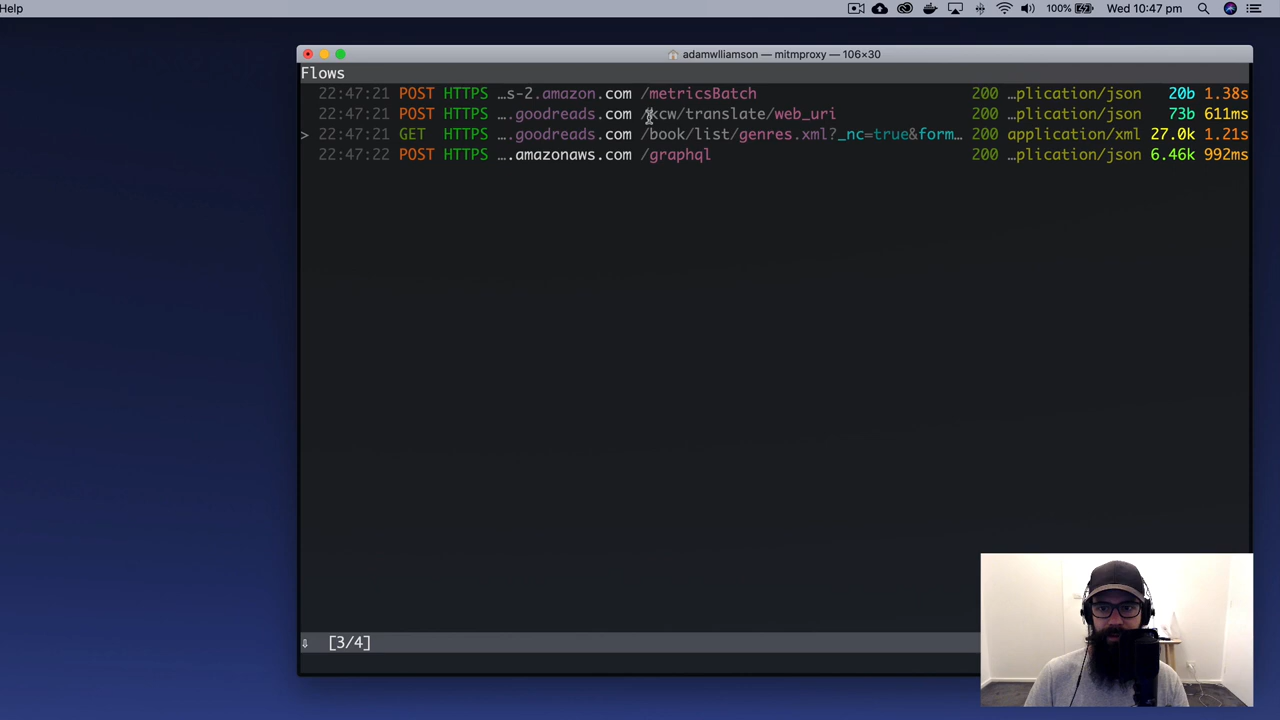 Help
100%
Wed 10:47 pm
adamwlliamson — mitmproxy — 106×30
Flows
22:47:21 POST HTTPS …s-2.amazon.com /metricsBatch 200 …plication/json 20b 1.38s
22:47:21 POST HTTPS ….goodreads.com /kcw/translate/web_uri 200 …plication/json 73b 611ms
> 22:47:21 GET HTTPS ….goodreads.com /book/list/genres.xml?_nc=true&form… 200 application/xml 27.0k 1.21s
22:47:22 POST HTTPS ….amazonaws.com /graphql 200 …plication/json 6.46k 992ms
⇩ [3/4]